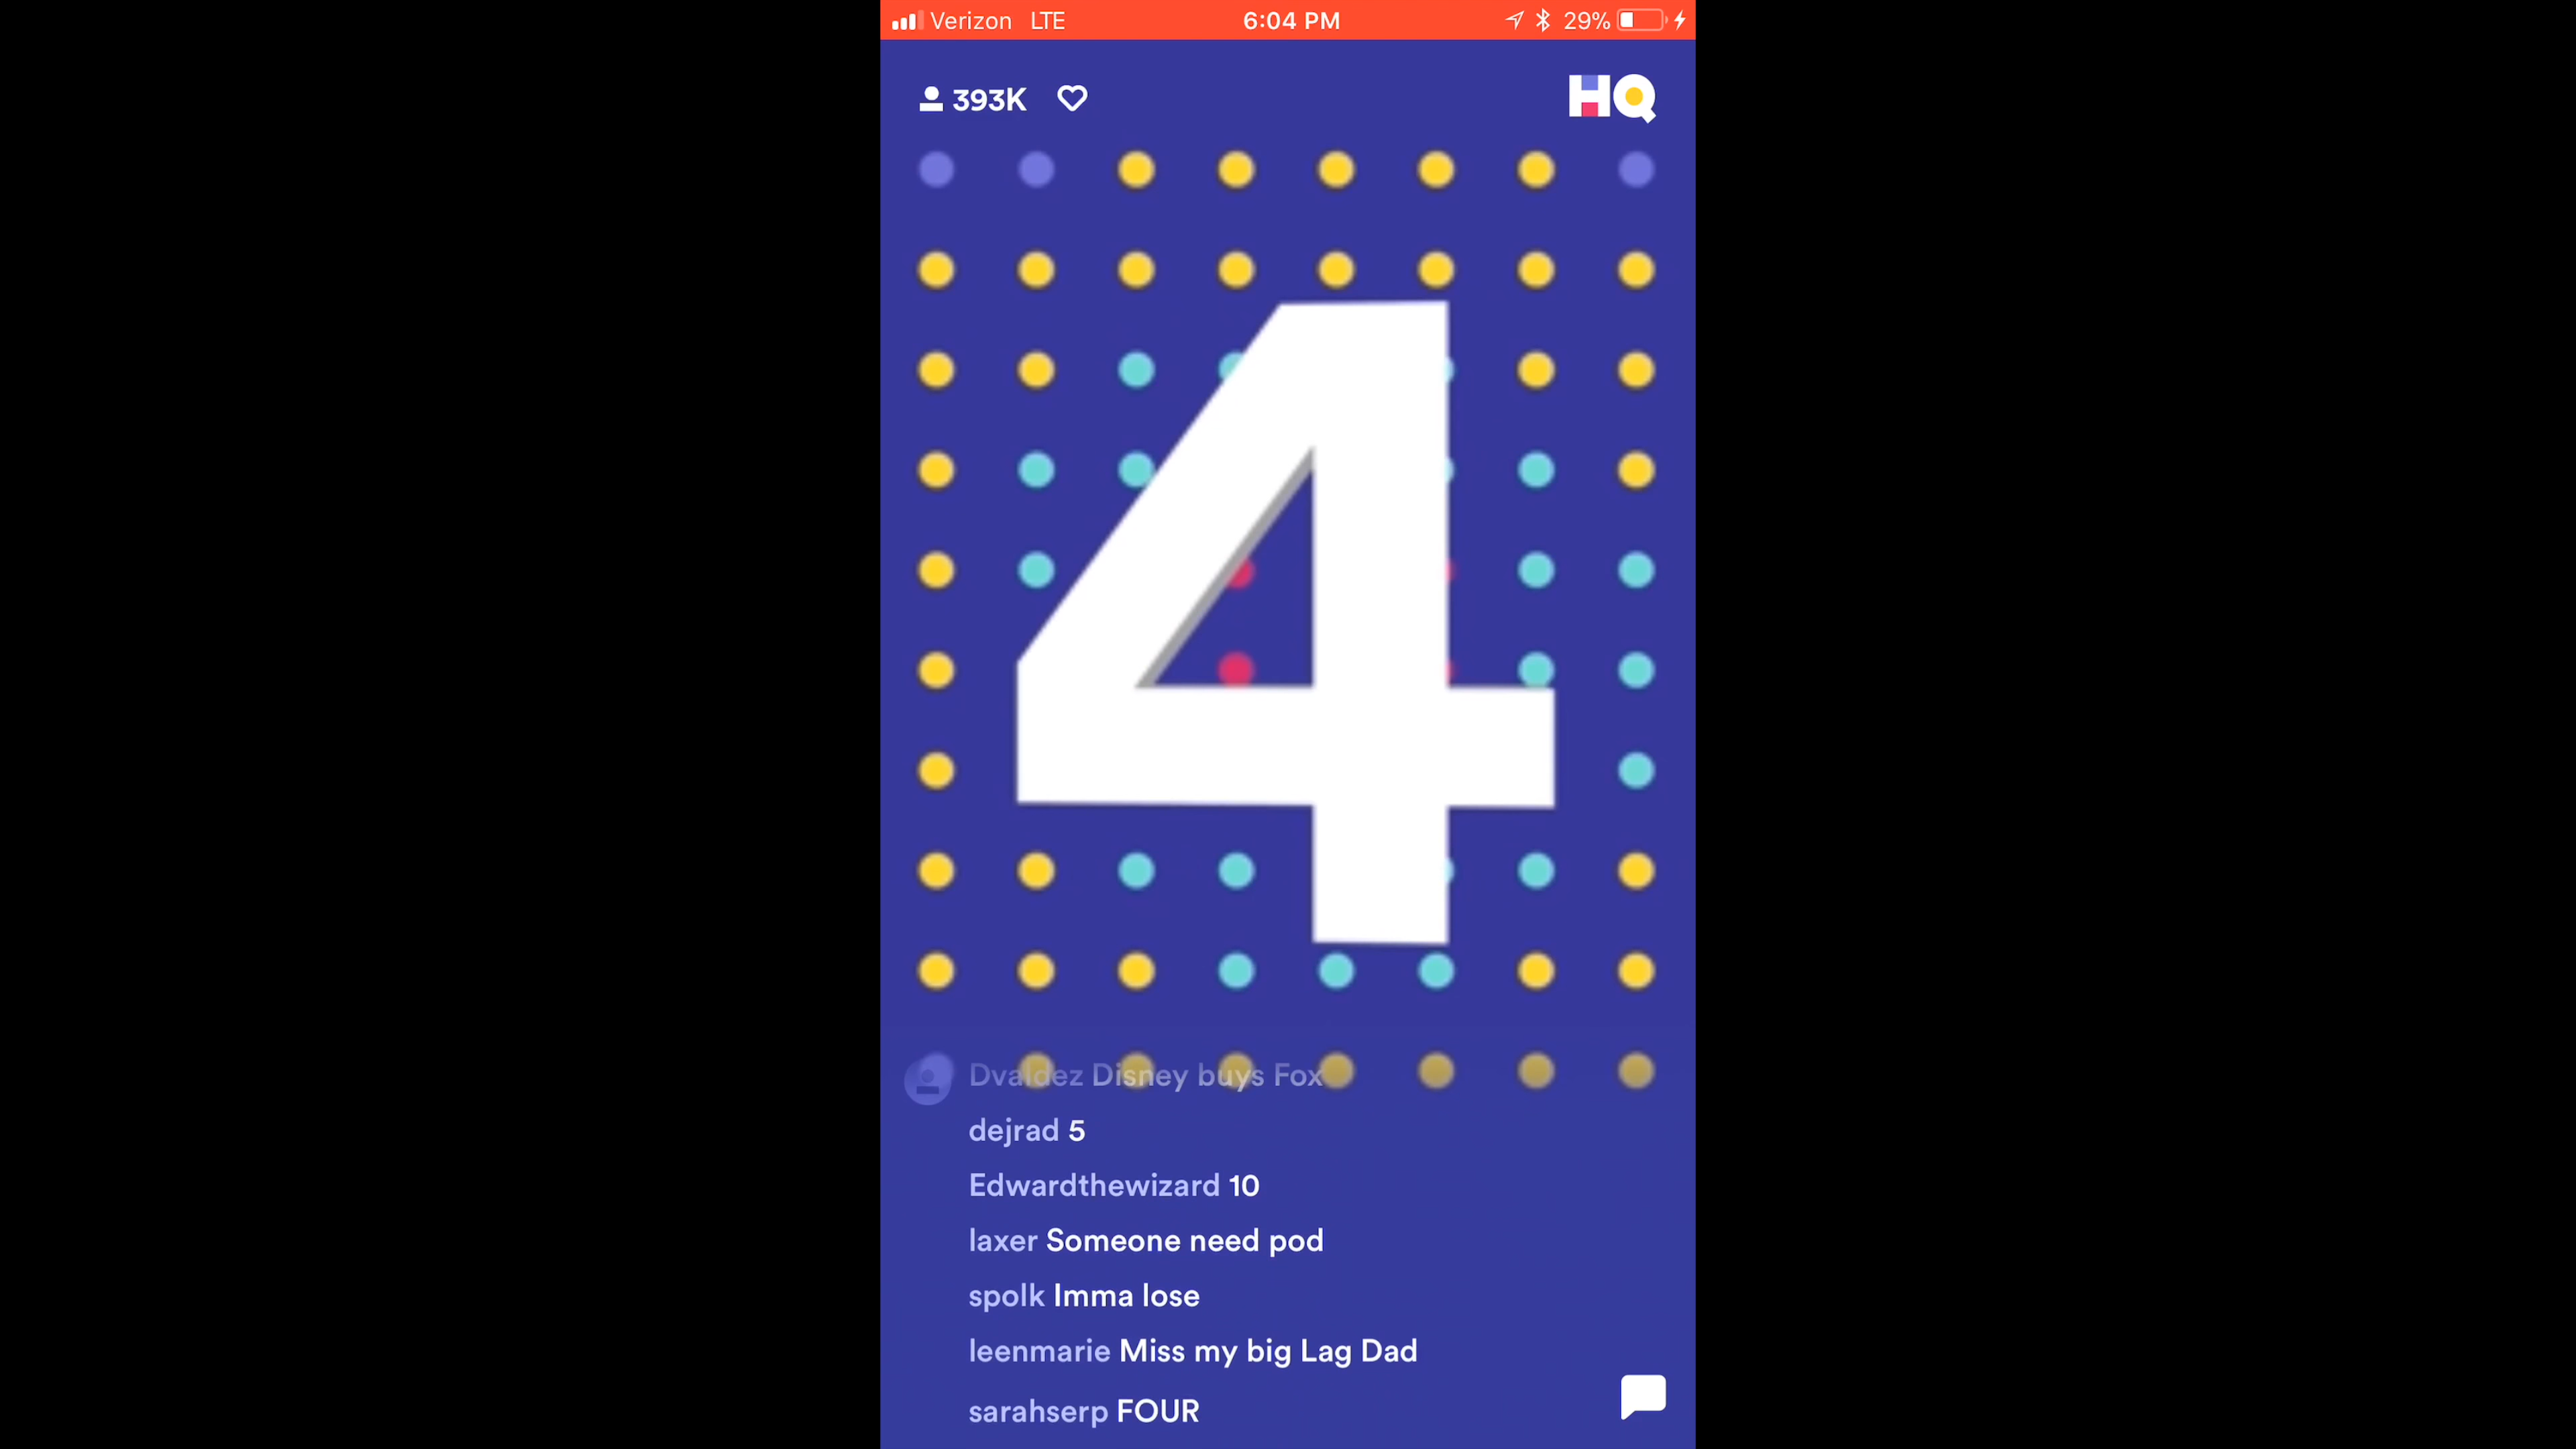 Verizon LTE 6:04 PM 29%
393K HQ
4
Dvaldez Disney buys Fox
dejrad 5
Edwardthewizard 10
laxer Someone need pod
spolk Imma lose
leenmarie Miss my big Lag Dad
sarahserp FOUR